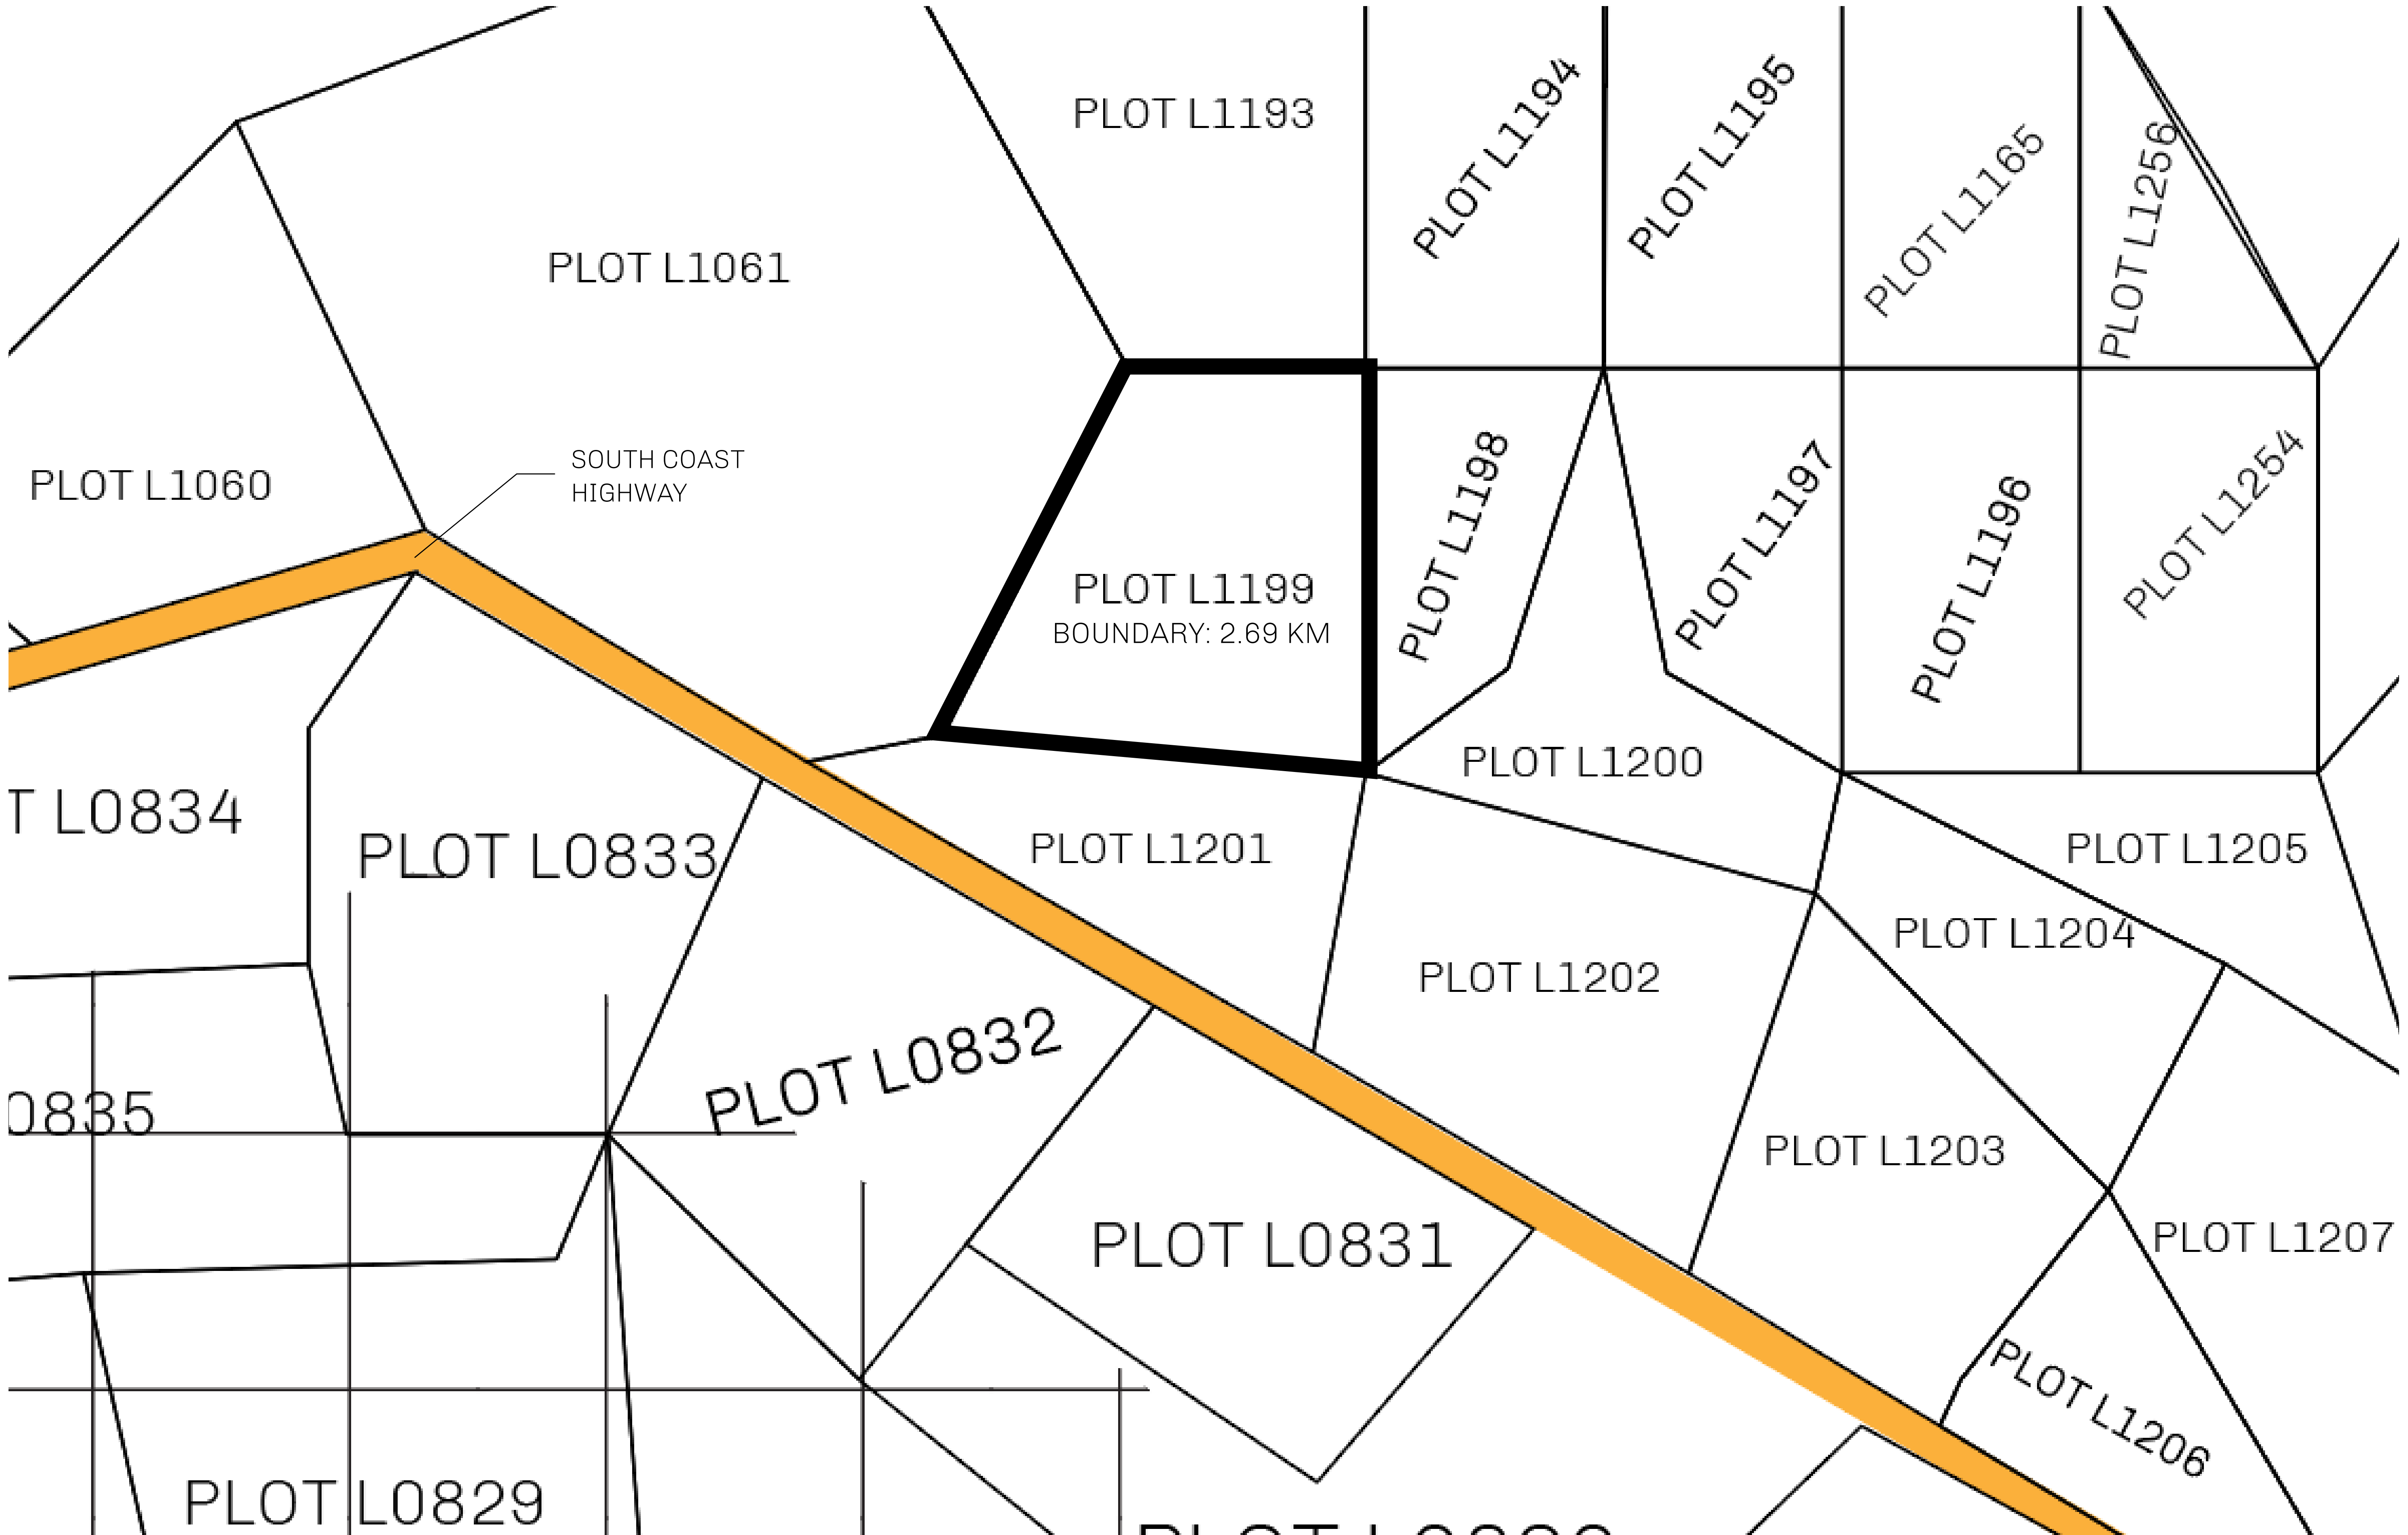 PLOT L1193
PLOT L1194
PLOT L1195
PLOT L1165
PLOT L1256
PLOT L1061
PLOT L1060
SOUTH COAST
HIGHWAY
PLOT L1199
BOUNDARY: 2.69 KM
PLOT L1198
PLOT L1197
PLOT L1196
PLOT L1254
PLOT L1200
T L0834
PLOT L0833
PLOT L1201
PLOT L1205
PLOT L1204
PLOT L1202
PLOT L0832
0835
PLOT L1203
PLOT L0831
PLOT L1207
PLOT L1206
PLOT L0829
PLOT